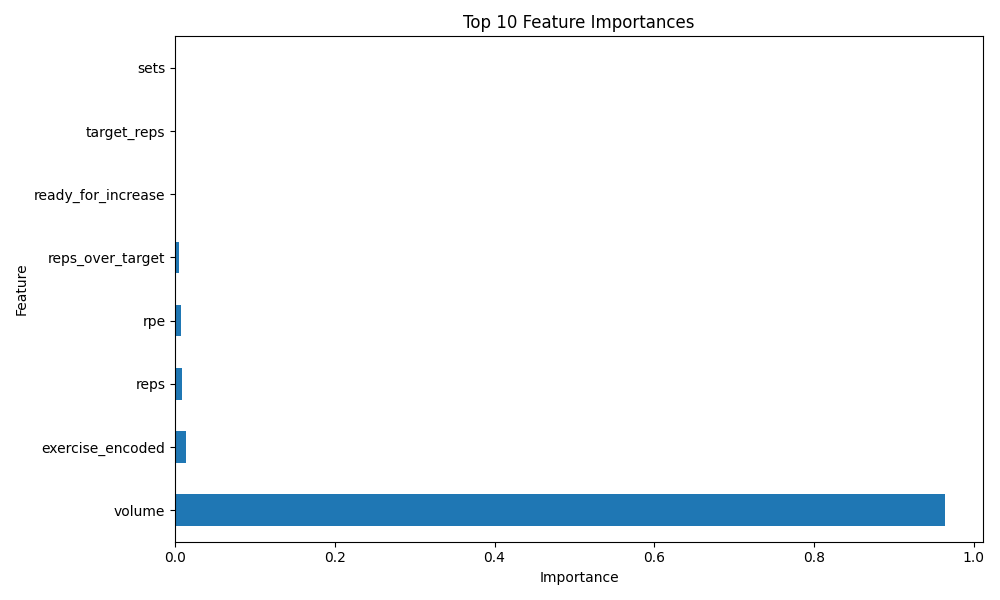 Top 10 Feature Importances
sets
target_reps
ready_for_increase
reps_over_target
rpe
reps
exercise_encoded
volume
Feature
0.0 0.2 0.4 0.6 0.8 1.0
Importance